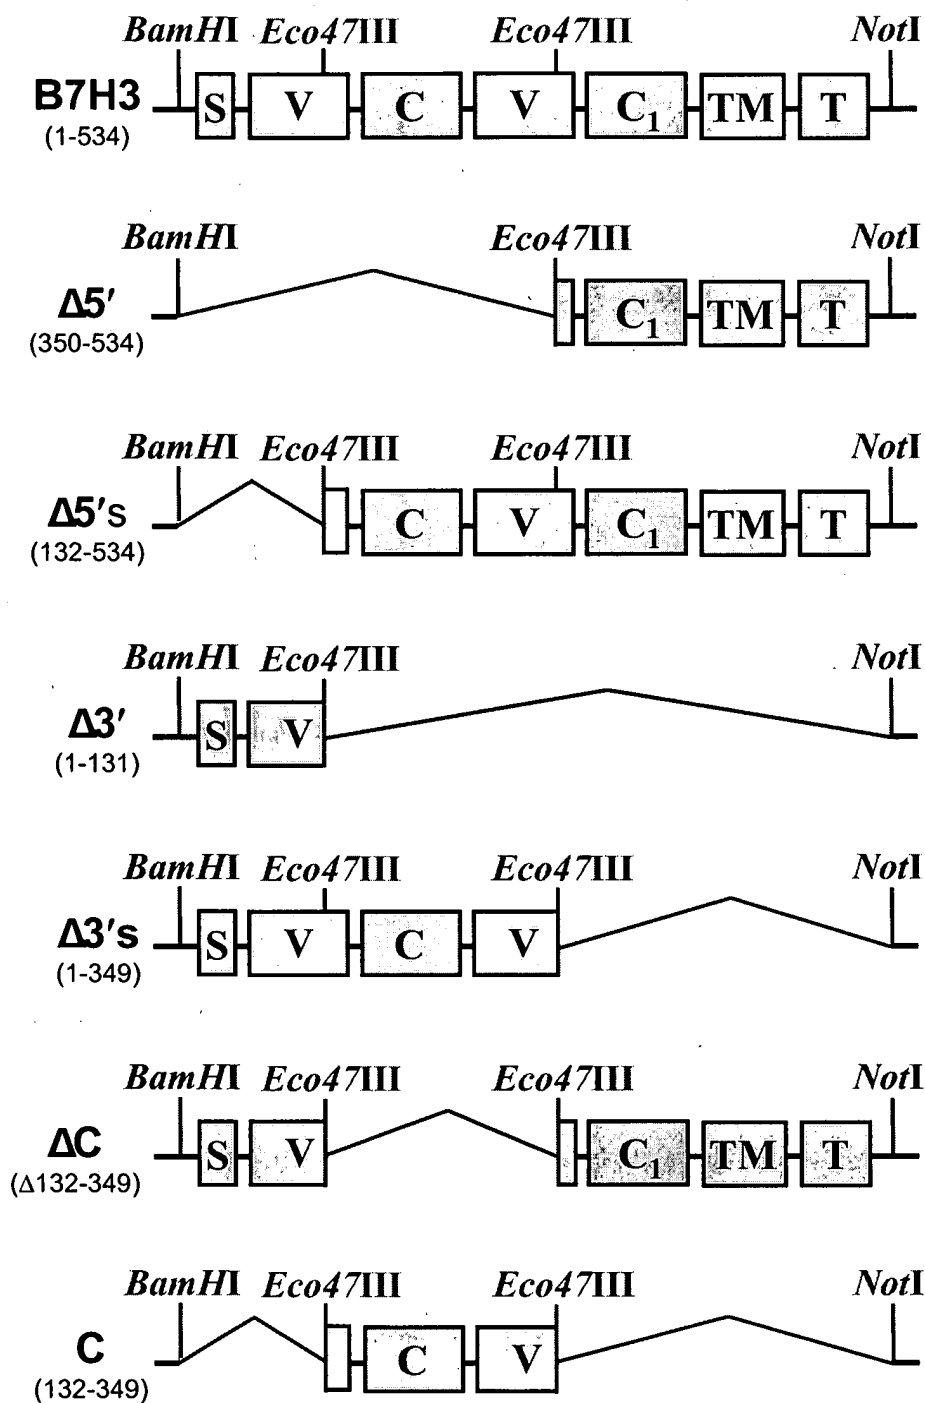 BamHI Eco47III Eco47III NotI
B7H3 S V C V C1 TM T
(1-534)
BamHI Eco47III NotI
Δ5' C1 TM T
(350-534)
BamHI Eco47III Eco47III NotI
Δ5's C V C1 TM T
(132-534)
BamHI Eco47III NotI
Δ3' S V
(1-131)
BamHI Eco47III Eco47III NotI
Δ3's S V C V
(1-349)
BamHI Eco47III Eco47III NotI
ΔC S V C1 TM T
(Δ132-349)
BamHI Eco47III Eco47III NotI
C C V
(132-349)